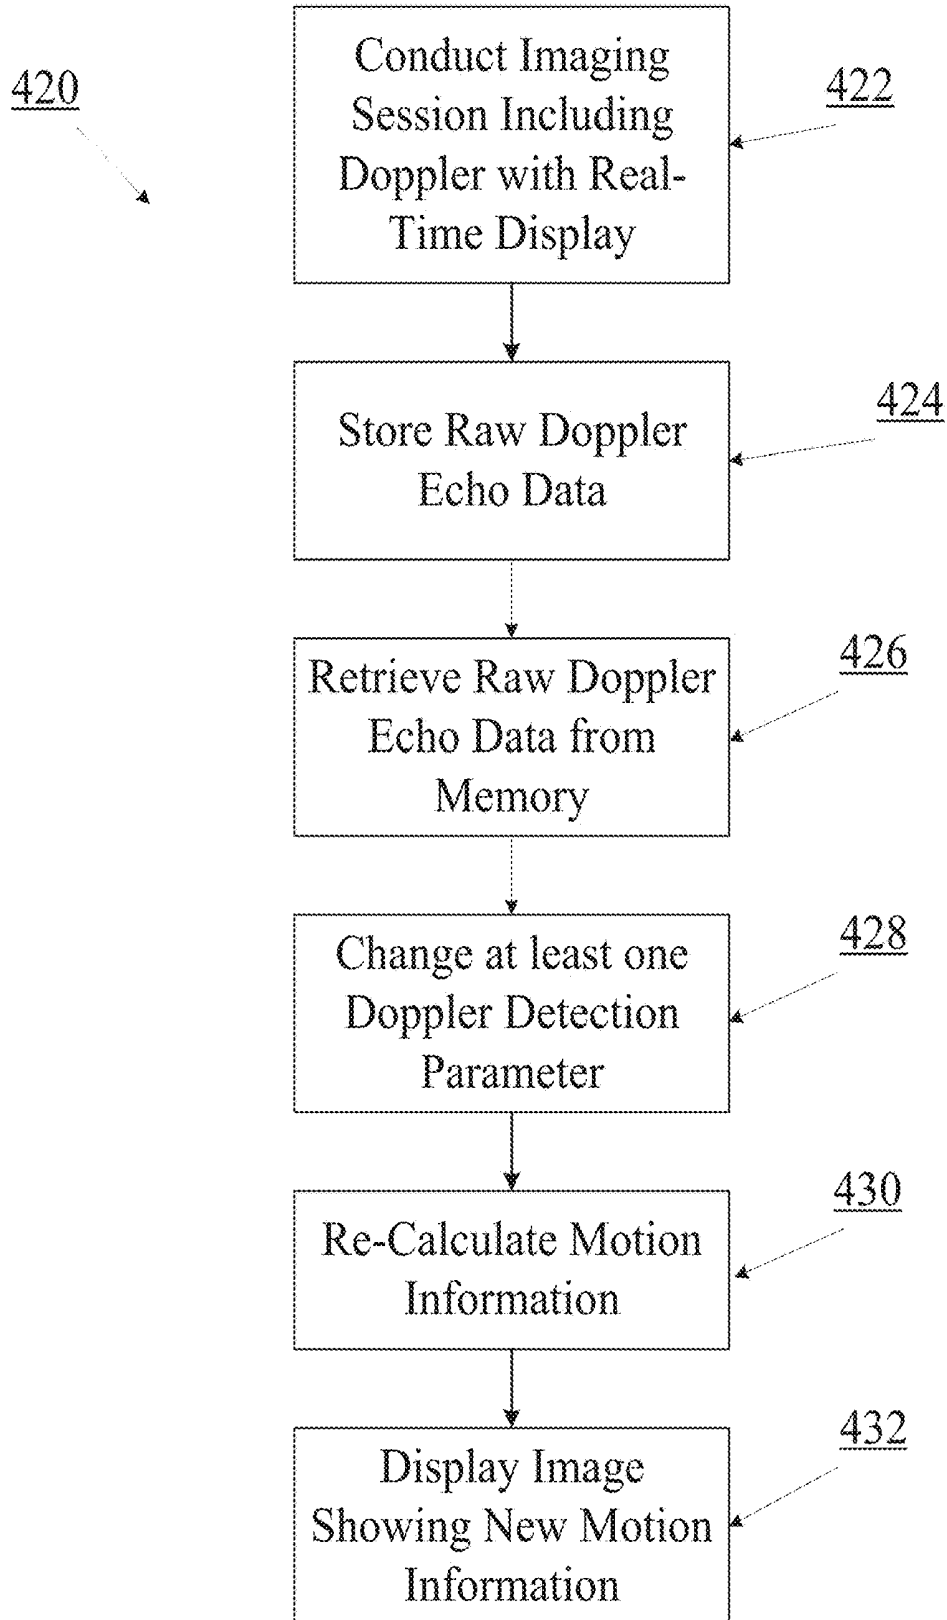 420
Conduct Imaging
Session Including
Doppler with Real-
Time Display
422
Store Raw Doppler
Echo Data
424
Retrieve Raw Doppler
Echo Data from
Memory
426
Change at least one
Doppler Detection
Parameter
428
Re-Calculate Motion
Information
430
Display Image
Showing New Motion
Information
432